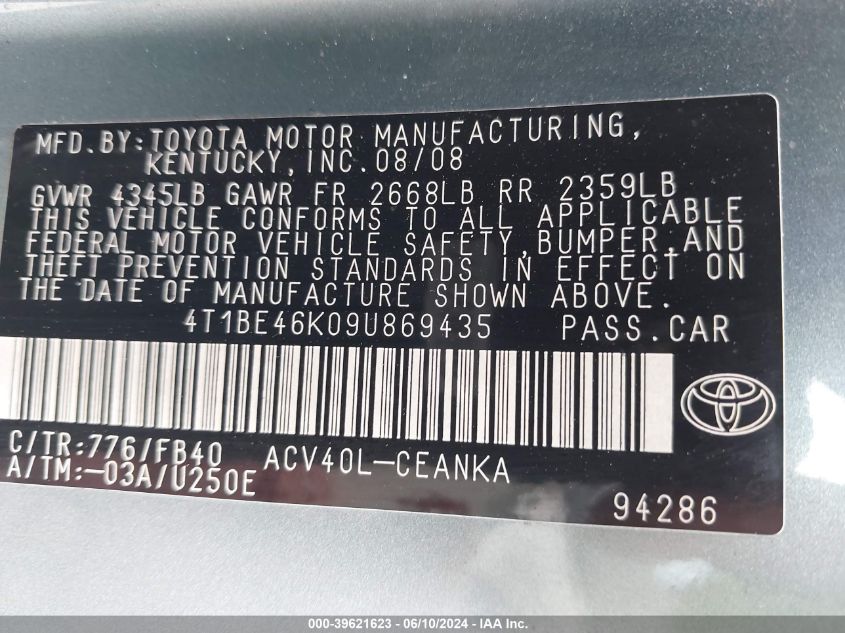 MFD.BY:TOYOTA MOTOR MANUFACTURING,
KENTUCKY,INC.08/08
GVWR 4345LB GAWR FR 2668LB RR 2359LB
THIS VEHICLE CONFORMS TO ALL APPLICABLE
FEDERAL MOTOR VEHICLE SAFETY,BUMPER,AND
THEFT PREVENTION STANDARDS IN EFFECT ON
THE DATE OF MANUFACTURE SHOWN ABOVE.
4T1BE46K09U869435 PASS.CAR
C/TR:776/FB40 ACV40L-CEANKA
A/TM:-03A/U250E
94286
000-39621623 - 06/10/2024 - IAA Inc.